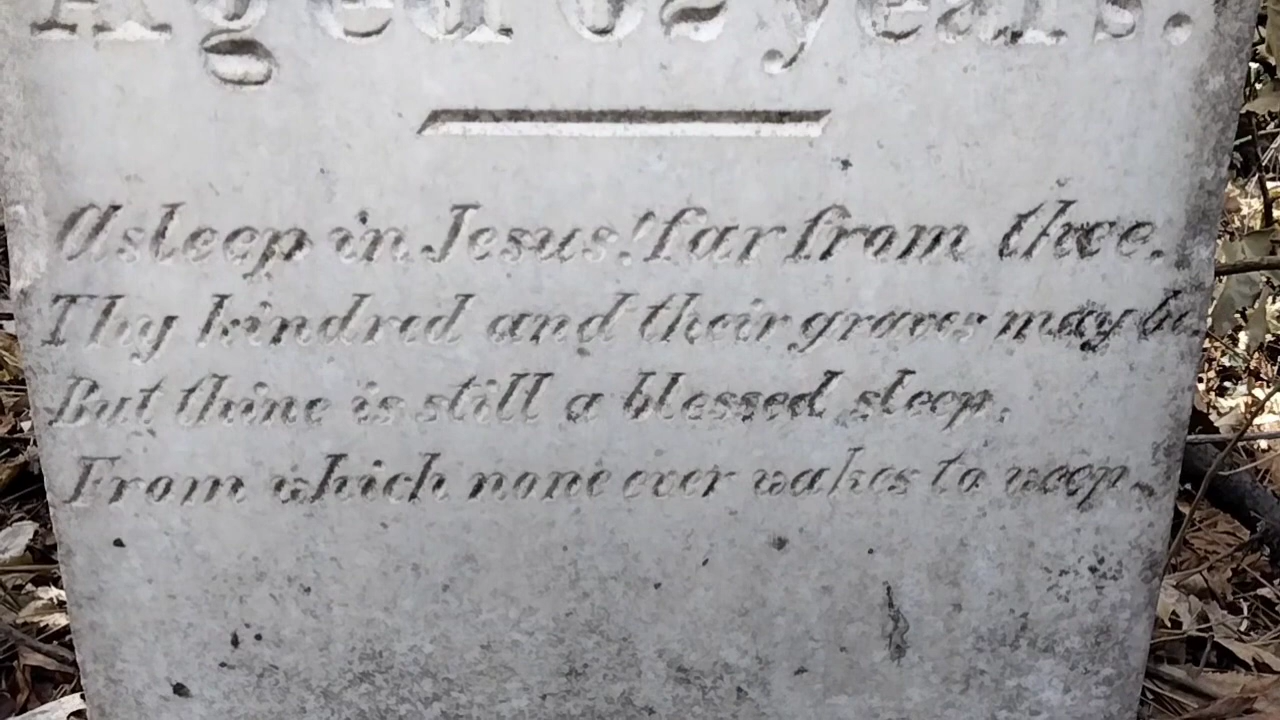 Aged 62 years.
Asleep in Jesus! far from thee,
Thy kindred and their graves may be
But thine is still a blessed sleep,
From which none ever wakes to weep.